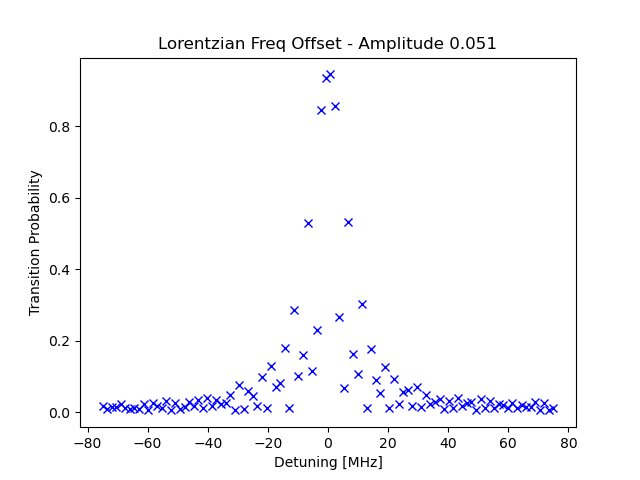 Lorentzian Freq Offset - Amplitude 0.051
Transition Probability
0.8
0.6
0.4
0.2
0.0
−80 −60 −40 −20 0 20 40 60 80
Detuning [MHz]